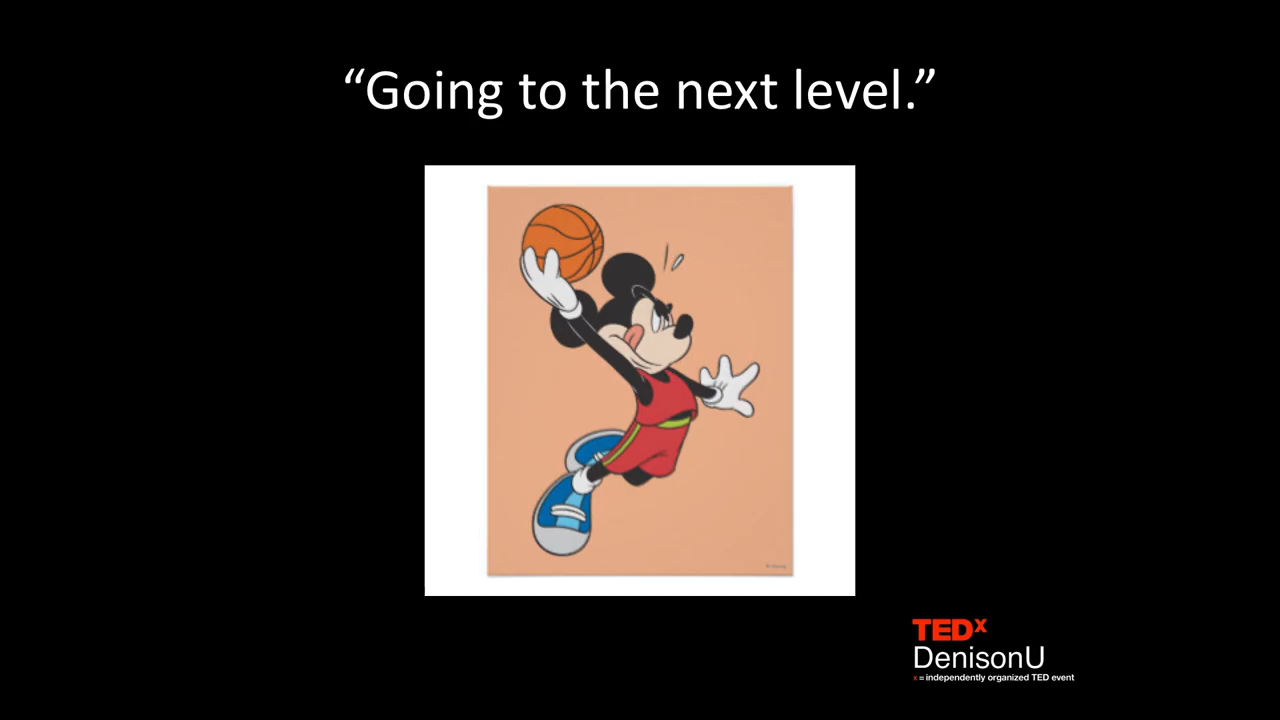 “Going to the next level.”
TEDx
DenisonU
x = independently organized TED event